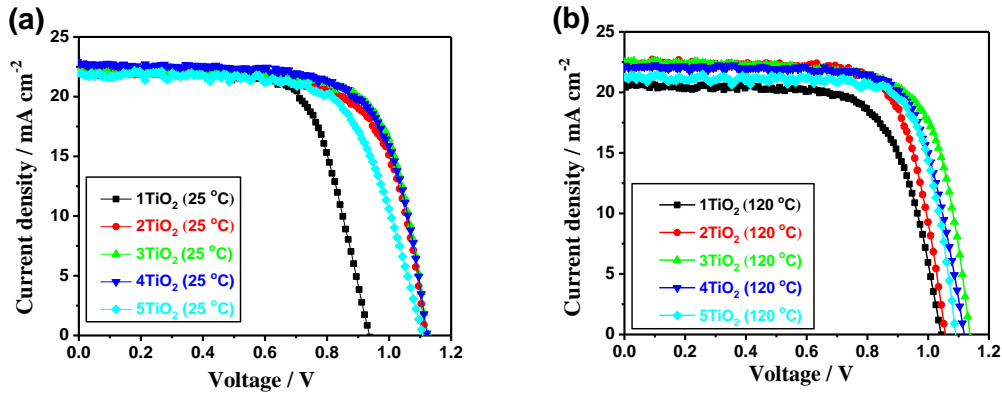 (a)
25
20
15
10
5
0
0.0 0.2 0.4 0.6 0.8 1.0 1.2
Current density / mA cm⁻²
Voltage / V
1TiO₂ (25 °C)
2TiO₂ (25 °C)
3TiO₂ (25 °C)
4TiO₂ (25 °C)
5TiO₂ (25 °C)
(b)
25
20
15
10
5
0
0.0 0.2 0.4 0.6 0.8 1.0 1.2
Current density / mA cm⁻²
Voltage / V
1TiO₂ (120 °C)
2TiO₂ (120 °C)
3TiO₂ (120 °C)
4TiO₂ (120 °C)
5TiO₂ (120 °C)